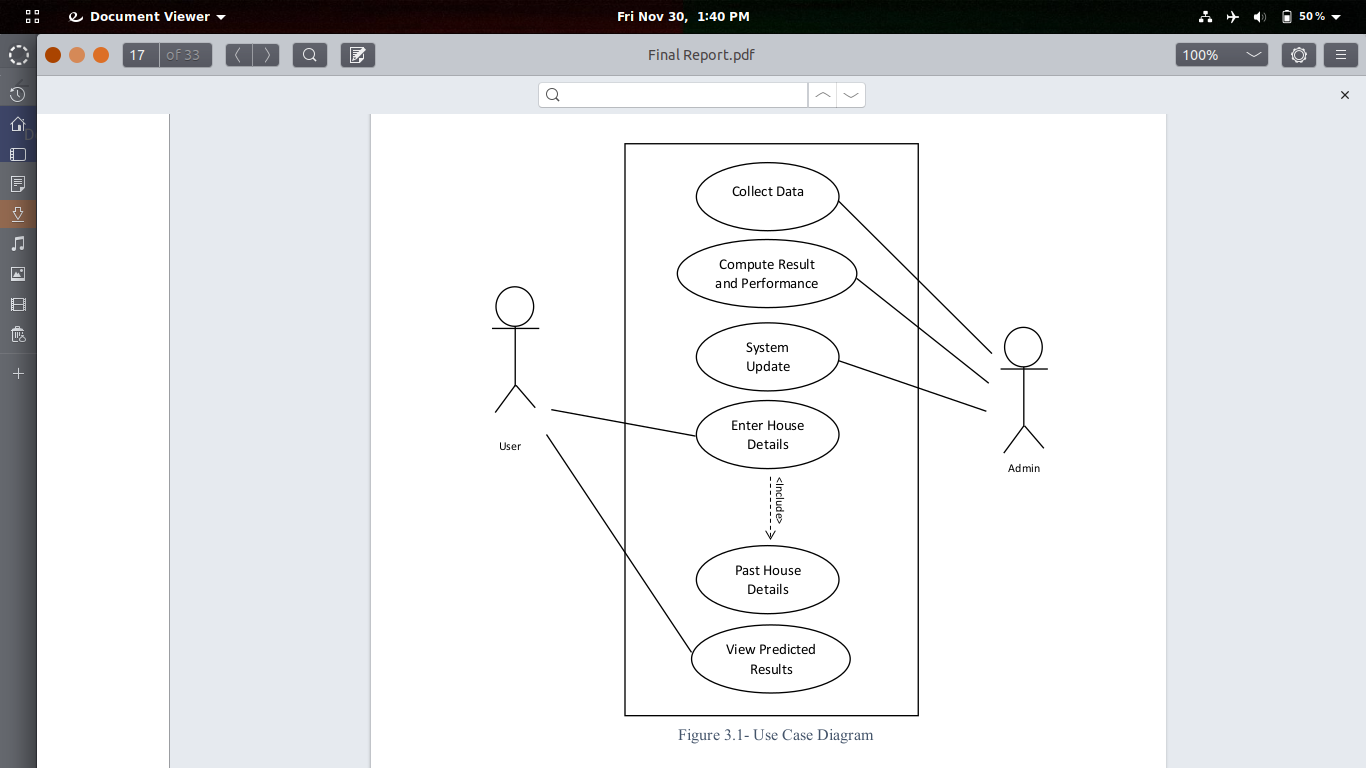 Document Viewer
Fri Nov 30, 1:40 PM
50 %
17 of 33
Final Report.pdf
100%
Collect Data
Compute Result
and Performance
System
Update
Enter House
Details
User
Admin
<Include>
Past House
Details
View Predicted
Results
Figure 3.1- Use Case Diagram